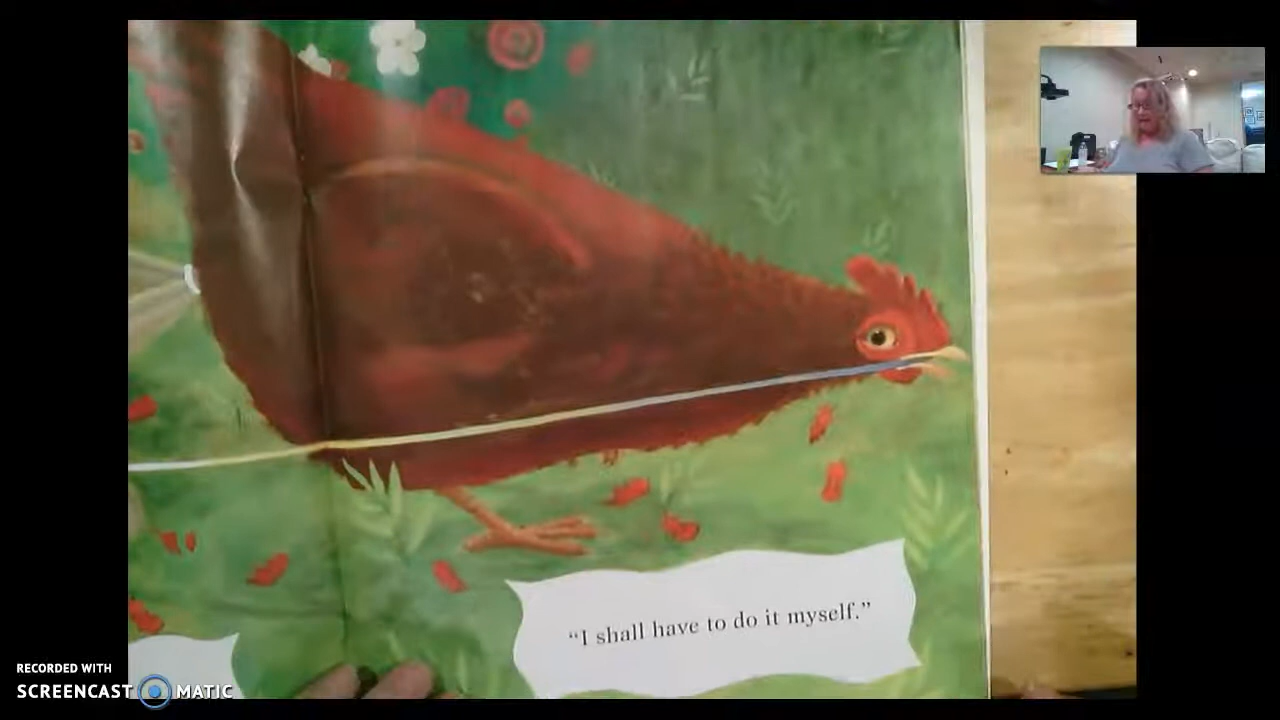 “I shall have to do it myself.”
RECORDED WITH
SCREENCAST MATIC